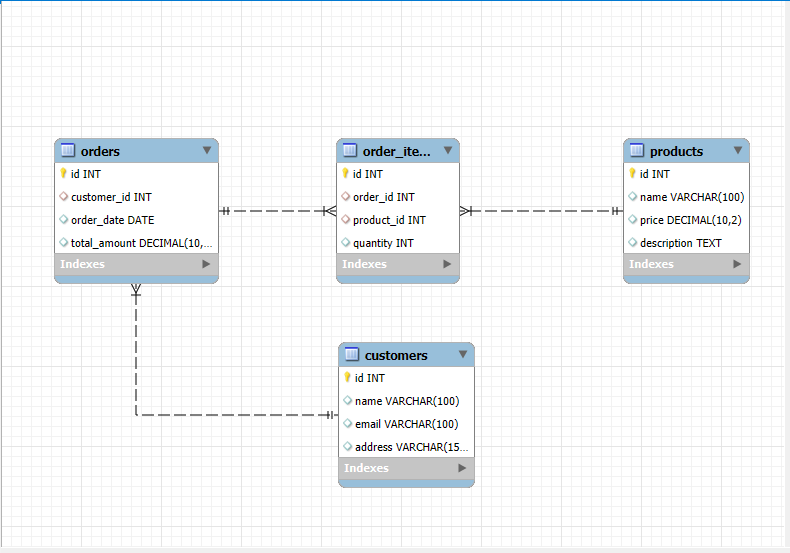 orders
id INT
customer_id INT
order_date DATE
total_amount DECIMAL(10,...
Indexes
order_ite...
id INT
order_id INT
product_id INT
quantity INT
Indexes
products
id INT
name VARCHAR(100)
price DECIMAL(10,2)
description TEXT
Indexes
customers
id INT
name VARCHAR(100)
email VARCHAR(100)
address VARCHAR(15...
Indexes